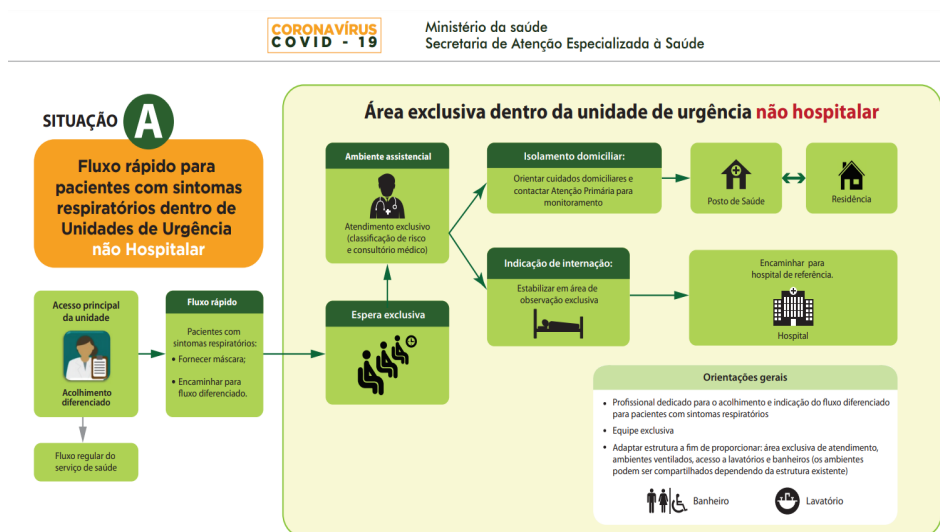 CORONAVÍRUS
COVID - 19
Ministério da saúde
Secretaria de Atenção Especializada à Saúde
SITUAÇÃO A
Fluxo rápido para
pacientes com sintomas
respiratórios dentro de
Unidades de Urgência
não Hospitalar
Acesso principal
da unidade
Acolhimento
diferenciado
Fluxo regular do
serviço de saúde
Fluxo rápido
Pacientes com
sintomas respiratórios:
• Fornecer máscara;
• Encaminhar para
fluxo diferenciado.
Área exclusiva dentro da unidade de urgência não hospitalar
Espera exclusiva
Ambiente assistencial
Atendimento exclusivo
(classificação de risco
e consultório médico)
Isolamento domiciliar:
Orientar cuidados domiciliares e
contactar Atenção Primária para
monitoramento
Posto de Saúde
Residência
Indicação de internação:
Estabilizar em área de
observação exclusiva
Encaminhar para
hospital de referência.
Hospital
Orientações gerais
• Profissional dedicado para o acolhimento e indicação do fluxo diferenciado
para pacientes com sintomas respiratórios
• Equipe exclusiva
• Adaptar estrutura a fim de proporcionar: área exclusiva de atendimento,
ambientes ventilados, acesso a lavatórios e banheiros (os ambientes
podem ser compartilhados dependendo da estrutura existente)
Banheiro
Lavatório